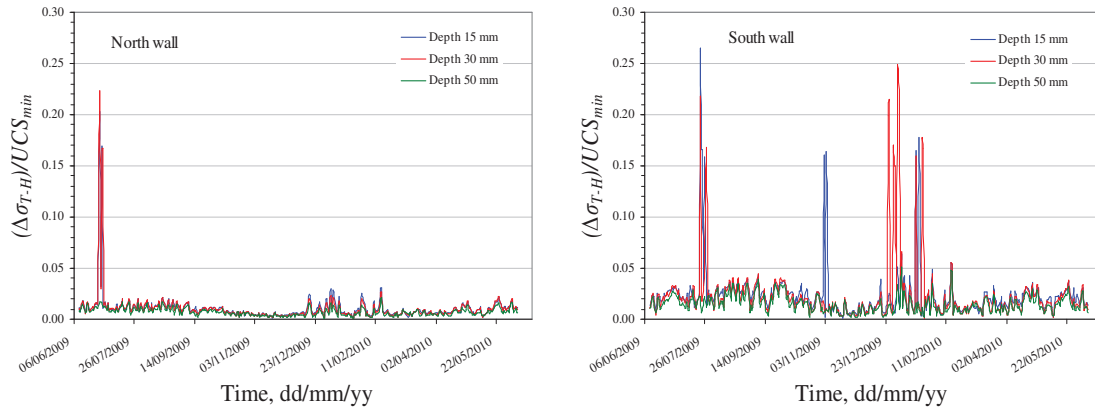 North wall
Depth 15 mm
Depth 30 mm
Depth 50 mm
(Δσ_{T-H})/UCS_{min}
0.30
0.25
0.20
0.15
0.10
0.05
0.00
06/06/2009
26/07/2009
14/09/2009
03/11/2009
23/12/2009
11/02/2010
02/04/2010
22/05/2010
Time, dd/mm/yy
South wall
Depth 15 mm
Depth 30 mm
Depth 50 mm
(Δσ_{T-H})/UCS_{min}
0.30
0.25
0.20
0.15
0.10
0.05
0.00
06/06/2009
26/07/2009
14/09/2009
03/11/2009
23/12/2009
11/02/2010
02/04/2010
22/05/2010
Time, dd/mm/yy